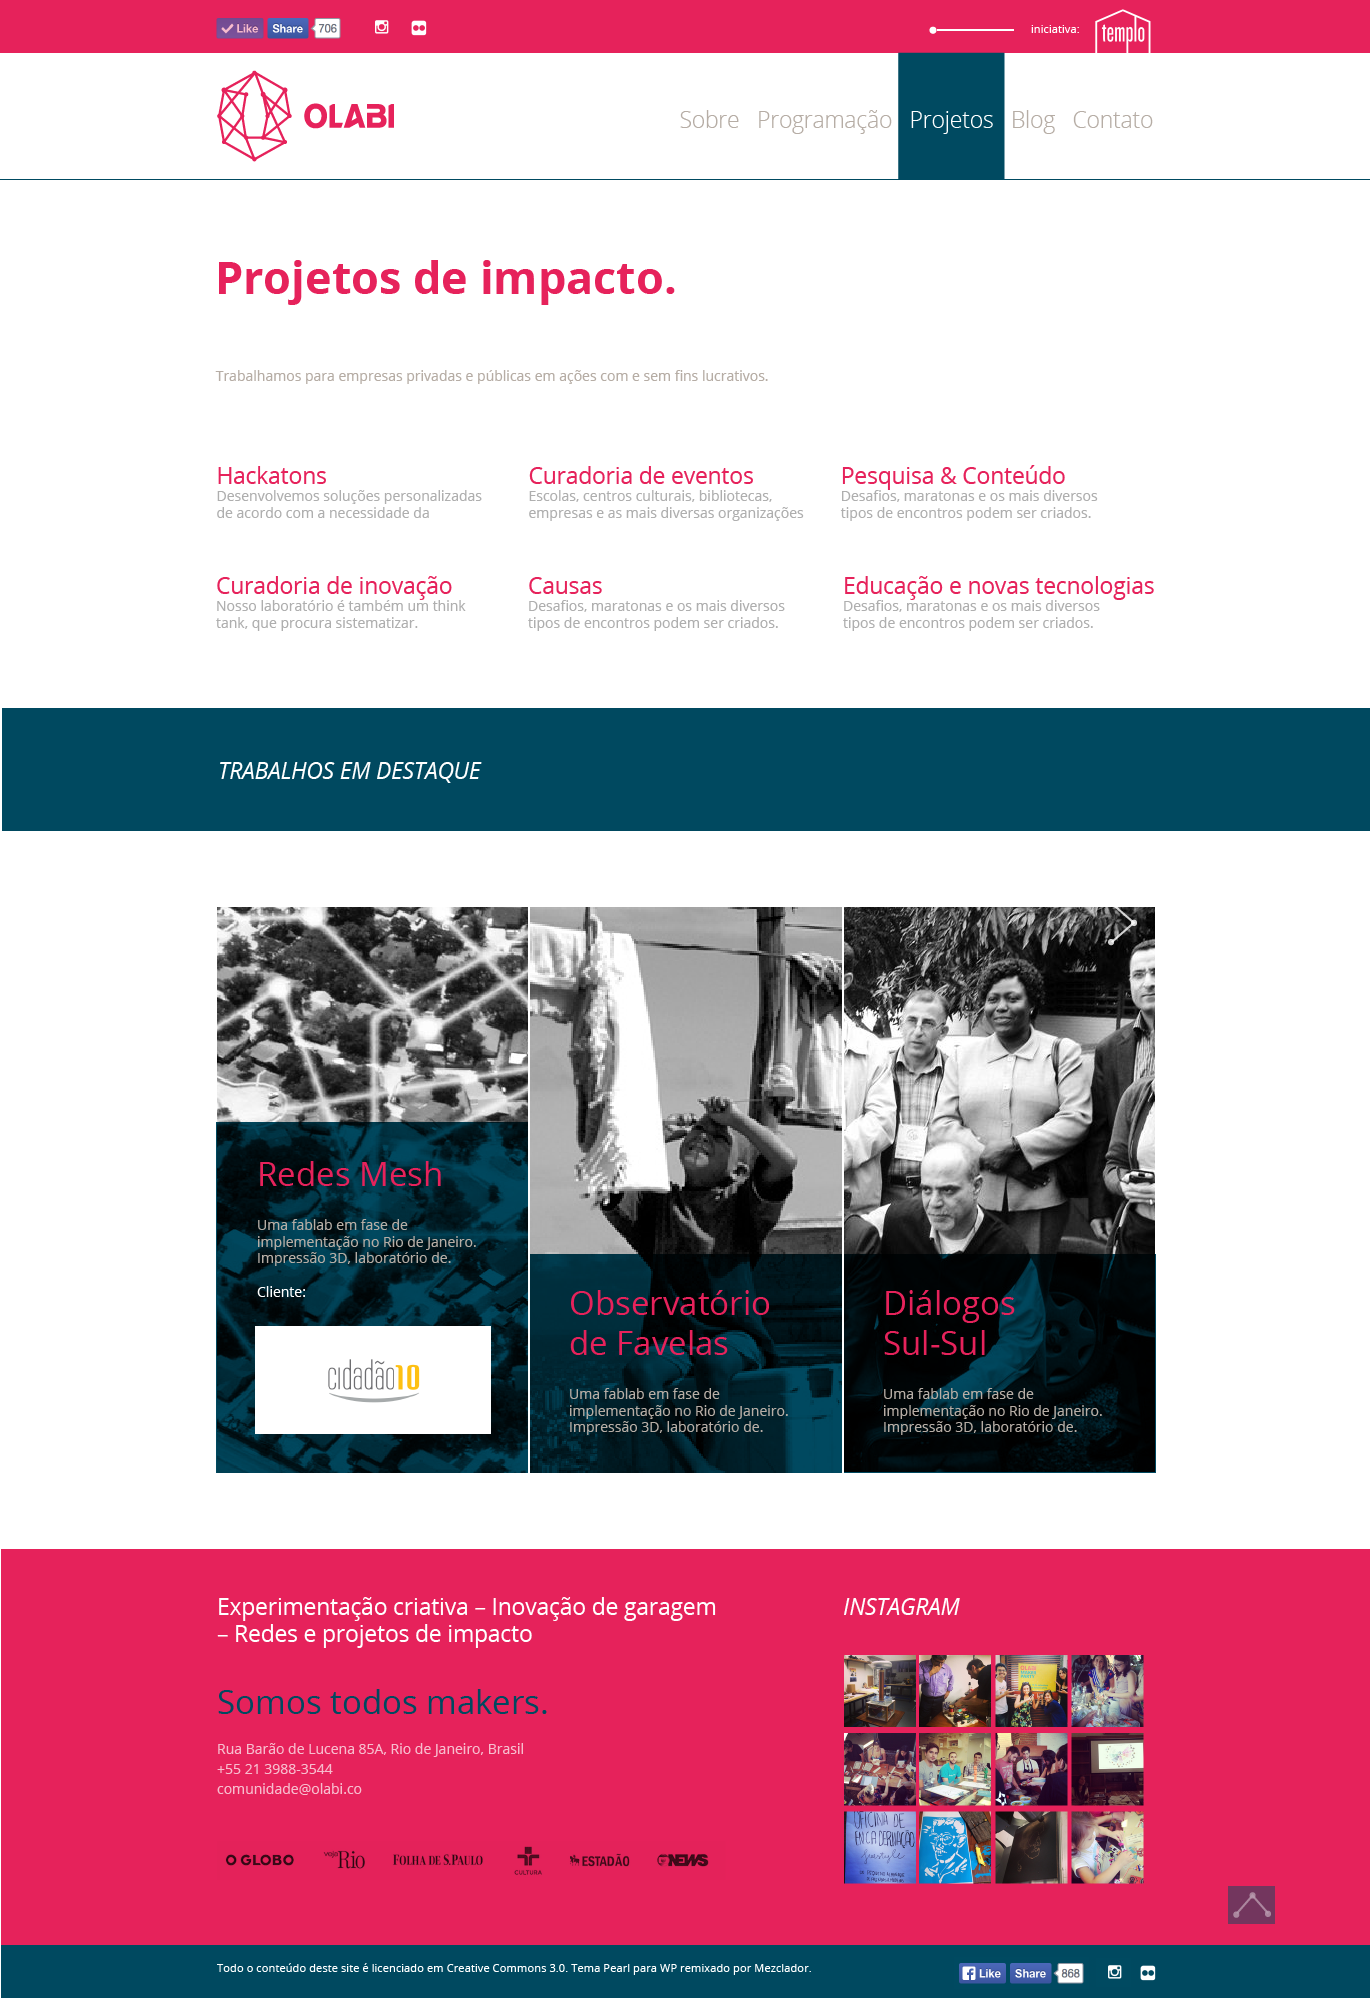 Like Share 706
iniciativa: templo
OLABI
Sobre Programação Projetos Blog Contato
Projetos de impacto.
Trabalhamos para empresas privadas e públicas em ações com e sem fins lucrativos.
Hackatons
Desenvolvemos soluções personalizadas
de acordo com a necessidade da
Curadoria de eventos
Escolas, centros culturais, bibliotecas,
empresas e as mais diversas organizações
Pesquisa & Conteúdo
Desafios, maratonas e os mais diversos
tipos de encontros podem ser criados.
Curadoria de inovação
Nosso laboratório é também um think
tank, que procura sistematizar.
Causas
Desafios, maratonas e os mais diversos
tipos de encontros podem ser criados.
Educação e novas tecnologias
Desafios, maratonas e os mais diversos
tipos de encontros podem ser criados.
TRABALHOS EM DESTAQUE
Redes Mesh
Uma fablab em fase de
implementação no Rio de Janeiro.
Impressão 3D, laboratório de.
Cliente:
cidadão10
Observatório
de Favelas
Uma fablab em fase de
implementação no Rio de Janeiro.
Impressão 3D, laboratório de.
Diálogos
Sul-Sul
Uma fablab em fase de
implementação no Rio de Janeiro.
Impressão 3D, laboratório de.
Experimentação criativa – Inovação de garagem
– Redes e projetos de impacto
Somos todos makers.
Rua Barão de Lucena 85A, Rio de Janeiro, Brasil
+55 21 3988-3544
comunidade@olabi.co
O GLOBO
veja Rio
FOLHA DE S.PAULO
CULTURA
ESTADÃO
G NEWS
INSTAGRAM
OLABI
OFICINA DE
ENCADERNAÇÃO
freestyle
Todo o conteúdo deste site é licenciado em Creative Commons 3.0. Tema Pearl para WP remixado por Mezclador.
Like Share 868